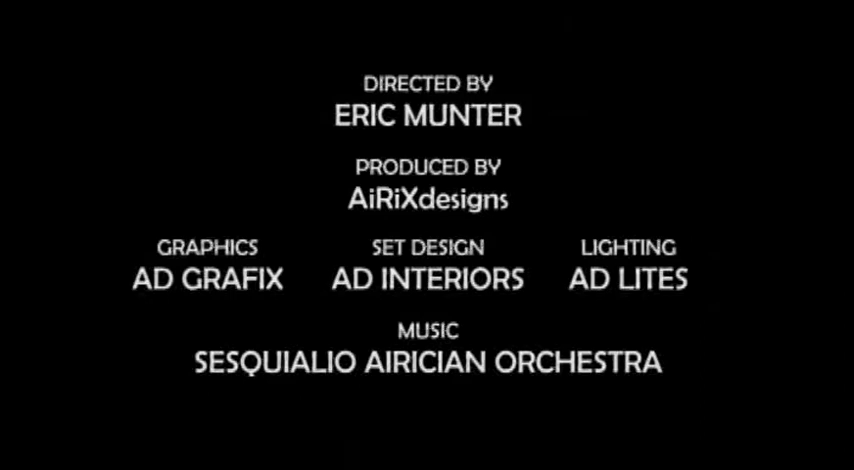 DIRECTED BY
ERIC MUNTER
PRODUCED BY
AiRiXdesigns
GRAPHICS SET DESIGN LIGHTING
AD GRAFIX AD INTERIORS AD LITES
MUSIC
SESQUIALIO AIRICIAN ORCHESTRA